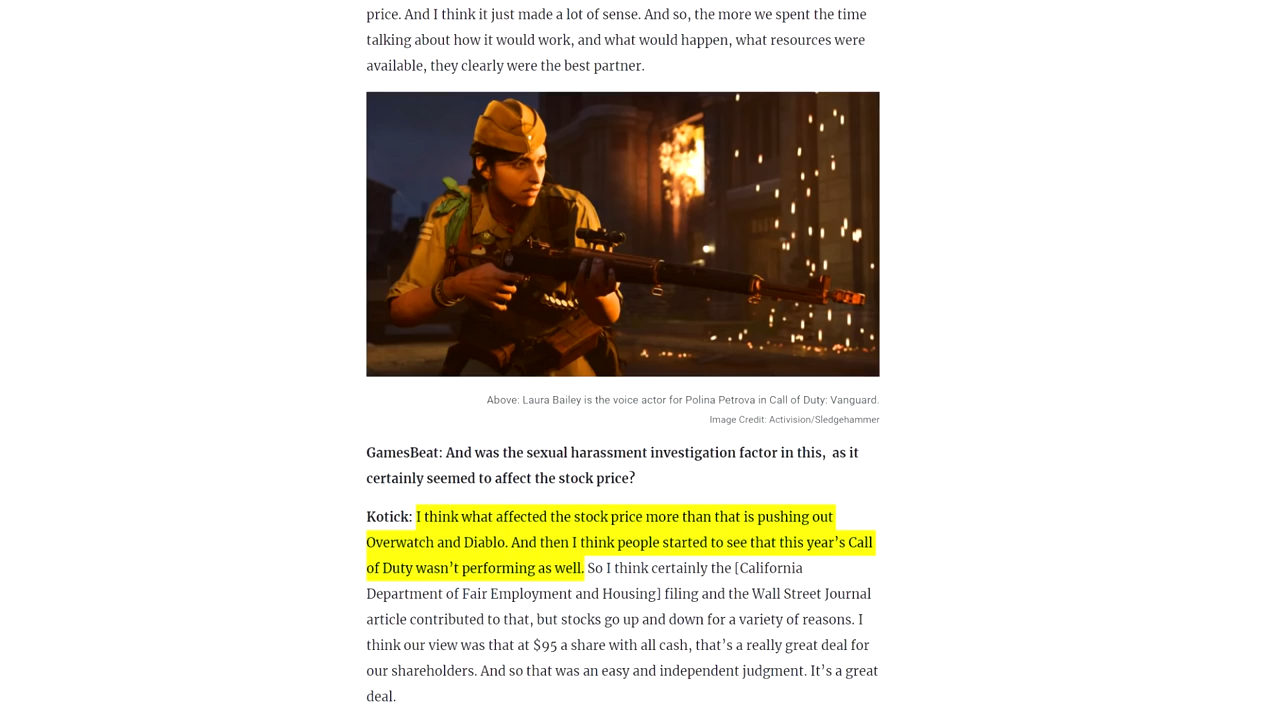 price. And I think it just made a lot of sense. And so, the more we spent the time
talking about how it would work, and what would happen, what resources were
available, they clearly were the best partner.
Above: Laura Bailey is the voice actor for Polina Petrova in Call of Duty: Vanguard.
Image Credit: Activision/Sledgehammer
GamesBeat: And was the sexual harassment investigation factor in this,  as it
certainly seemed to affect the stock price?
Kotick: I think what affected the stock price more than that is pushing out
Overwatch and Diablo. And then I think people started to see that this year’s Call
of Duty wasn’t performing as well. So I think certainly the [California
Department of Fair Employment and Housing] filing and the Wall Street Journal
article contributed to that, but stocks go up and down for a variety of reasons. I
think our view was that at $95 a share with all cash, that’s a really great deal for
our shareholders. And so that was an easy and independent judgment. It’s a great
deal.